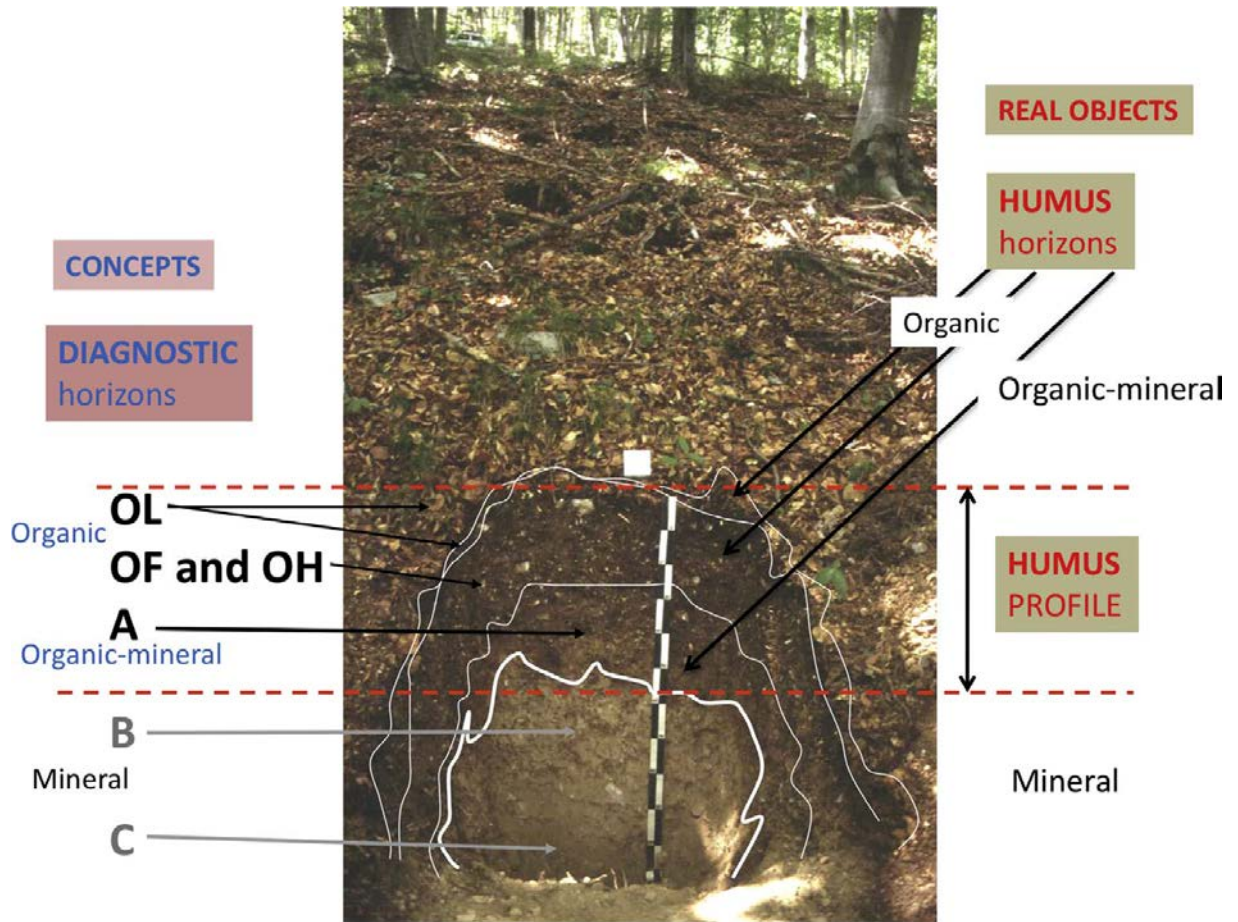 CONCEPTS
DIAGNOSTIC
horizons
OL
Organic
OF and OH
A
Organic-mineral
B
Mineral
C
REAL OBJECTS
HUMUS
horizons
Organic
Organic-mineral
HUMUS
PROFILE
Mineral